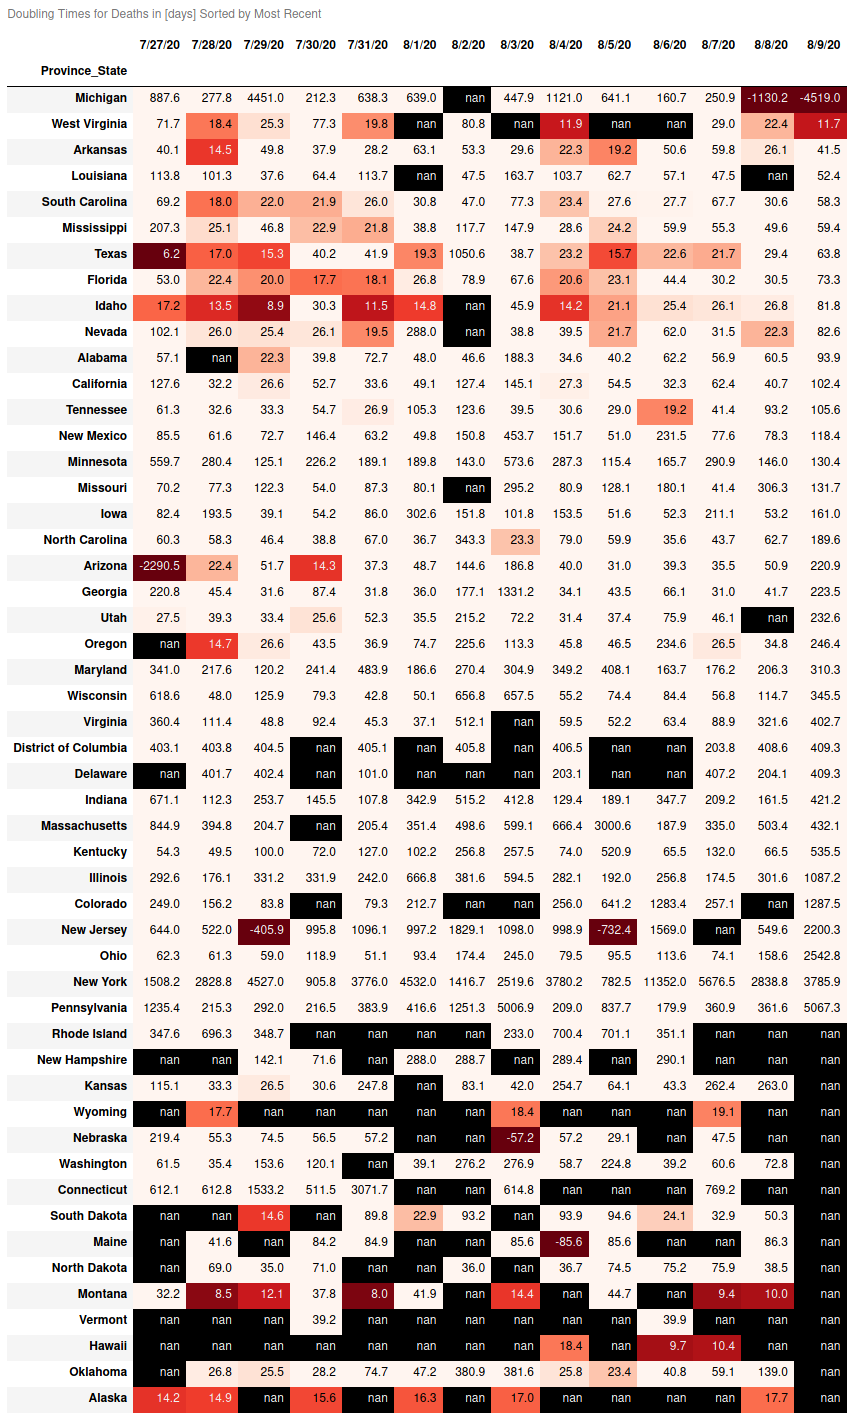 Doubling Times for Deaths in [days] Sorted by Most Recent
7/27/20 7/28/20 7/29/20 7/30/20 7/31/20 8/1/20 8/2/20 8/3/20 8/4/20 8/5/20 8/6/20 8/7/20 8/8/20 8/9/20
Province_State
Michigan 887.6 277.8 4451.0 212.3 638.3 639.0 nan 447.9 1121.0 641.1 160.7 250.9 -1130.2 -4519.0
West Virginia 71.7 18.4 25.3 77.3 19.8 nan 80.8 nan 11.9 nan nan 29.0 22.4 11.7
Arkansas 40.1 14.5 49.8 37.9 28.2 63.1 53.3 29.6 22.3 19.2 50.6 59.8 26.1 41.5
Louisiana 113.8 101.3 37.6 64.4 113.7 nan 47.5 163.7 103.7 62.7 57.1 47.5 nan 52.4
South Carolina 69.2 18.0 22.0 21.9 26.0 30.8 47.0 77.3 23.4 27.6 27.7 67.7 30.6 58.3
Mississippi 207.3 25.1 46.8 22.9 21.8 38.8 117.7 147.9 28.6 24.2 59.9 55.3 49.6 59.4
Texas 6.2 17.0 15.3 40.2 41.9 19.3 1050.6 38.7 23.2 15.7 22.6 21.7 29.4 63.8
Florida 53.0 22.4 20.0 17.7 18.1 26.8 78.9 67.6 20.6 23.1 44.4 30.2 30.5 73.3
Idaho 17.2 13.5 8.9 30.3 11.5 14.8 nan 45.9 14.2 21.1 25.4 26.1 26.8 81.8
Nevada 102.1 26.0 25.4 26.1 19.5 288.0 nan 38.8 39.5 21.7 62.0 31.5 22.3 82.6
Alabama 57.1 nan 22.3 39.8 72.7 48.0 46.6 188.3 34.6 40.2 62.2 56.9 60.5 93.9
California 127.6 32.2 26.6 52.7 33.6 49.1 127.4 145.1 27.3 54.5 32.3 62.4 40.7 102.4
Tennessee 61.3 32.6 33.3 54.7 26.9 105.3 123.6 39.5 30.6 29.0 19.2 41.4 93.2 105.6
New Mexico 85.5 61.6 72.7 146.4 63.2 49.8 150.8 453.7 151.7 51.0 231.5 77.6 78.3 118.4
Minnesota 559.7 280.4 125.1 226.2 189.1 189.8 143.0 573.6 287.3 115.4 165.7 290.9 146.0 130.4
Missouri 70.2 77.3 122.3 54.0 87.3 80.1 nan 295.2 80.9 128.1 180.1 41.4 306.3 131.7
Iowa 82.4 193.5 39.1 54.2 86.0 302.6 151.8 101.8 153.5 51.6 52.3 211.1 53.2 161.0
North Carolina 60.3 58.3 46.4 38.8 67.0 36.7 343.3 23.3 79.0 59.9 35.6 43.7 62.7 189.6
Arizona -2290.5 22.4 51.7 14.3 37.3 48.7 144.6 186.8 40.0 31.0 39.3 35.5 50.9 220.9
Georgia 220.8 45.4 31.6 87.4 31.8 36.0 177.1 1331.2 34.1 43.5 66.1 31.0 41.7 223.5
Utah 27.5 39.3 33.4 25.6 52.3 35.5 215.2 72.2 31.4 37.4 75.9 46.1 nan 232.6
Oregon nan 14.7 26.6 43.5 36.9 74.7 225.6 113.3 45.8 46.5 234.6 26.5 34.8 246.4
Maryland 341.0 217.6 120.2 241.4 483.9 186.6 270.4 304.9 349.2 408.1 163.7 176.2 206.3 310.3
Wisconsin 618.6 48.0 125.9 79.3 42.8 50.1 656.8 657.5 55.2 74.4 84.4 56.8 114.7 345.5
Virginia 360.4 111.4 48.8 92.4 45.3 37.1 512.1 nan 59.5 52.2 63.4 88.9 321.6 402.7
District of Columbia 403.1 403.8 404.5 nan 405.1 nan 405.8 nan 406.5 nan nan 203.8 408.6 409.3
Delaware nan 401.7 402.4 nan 101.0 nan nan nan 203.1 nan nan 407.2 204.1 409.3
Indiana 671.1 112.3 253.7 145.5 107.8 342.9 515.2 412.8 129.4 189.1 347.7 209.2 161.5 421.2
Massachusetts 844.9 394.8 204.7 nan 205.4 351.4 498.6 599.1 666.4 3000.6 187.9 335.0 503.4 432.1
Kentucky 54.3 49.5 100.0 72.0 127.0 102.2 256.8 257.5 74.0 520.9 65.5 132.0 66.5 535.5
Illinois 292.6 176.1 331.2 331.9 242.0 666.8 381.6 594.5 282.1 192.0 256.8 174.5 301.6 1087.2
Colorado 249.0 156.2 83.8 nan 79.3 212.7 nan nan 256.0 641.2 1283.4 257.1 nan 1287.5
New Jersey 644.0 522.0 -405.9 995.8 1096.1 997.2 1829.1 1098.0 998.9 -732.4 1569.0 nan 549.6 2200.3
Ohio 62.3 61.3 59.0 118.9 51.1 93.4 174.4 245.0 79.5 95.5 113.6 74.1 158.6 2542.8
New York 1508.2 2828.8 4527.0 905.8 3776.0 4532.0 1416.7 2519.6 3780.2 782.5 11352.0 5676.5 2838.8 3785.9
Pennsylvania 1235.4 215.3 292.0 216.5 383.9 416.6 1251.3 5006.9 209.0 837.7 179.9 360.9 361.6 5067.3
Rhode Island 347.6 696.3 348.7 nan nan nan nan 233.0 700.4 701.1 351.1 nan nan nan
New Hampshire nan nan 142.1 71.6 nan 288.0 288.7 nan 289.4 nan 290.1 nan nan nan
Kansas 115.1 33.3 26.5 30.6 247.8 nan 83.1 42.0 254.7 64.1 43.3 262.4 263.0 nan
Wyoming nan 17.7 nan nan nan nan nan 18.4 nan nan nan 19.1 nan nan
Nebraska 219.4 55.3 74.5 56.5 57.2 nan nan -57.2 57.2 29.1 nan 47.5 nan nan
Washington 61.5 35.4 153.6 120.1 nan 39.1 276.2 276.9 58.7 224.8 39.2 60.6 72.8 nan
Connecticut 612.1 612.8 1533.2 511.5 3071.7 nan nan 614.8 nan nan nan 769.2 nan nan
South Dakota nan nan 14.6 nan 89.8 22.9 93.2 nan 93.9 94.6 24.1 32.9 50.3 nan
Maine nan 41.6 nan 84.2 84.9 nan nan 85.6 -85.6 85.6 nan nan 86.3 nan
North Dakota nan 69.0 35.0 71.0 nan nan 36.0 nan 36.7 74.5 75.2 75.9 38.5 nan
Montana 32.2 8.5 12.1 37.8 8.0 41.9 nan 14.4 nan 44.7 nan 9.4 10.0 nan
Vermont nan nan nan 39.2 nan nan nan nan nan nan 39.9 nan nan nan
Hawaii nan nan nan nan nan nan nan nan 18.4 nan 9.7 10.4 nan nan
Oklahoma nan 26.8 25.5 28.2 74.7 47.2 380.9 381.6 25.8 23.4 40.8 59.1 139.0 nan
Alaska 14.2 14.9 nan 15.6 nan 16.3 nan 17.0 nan nan nan nan 17.7 nan